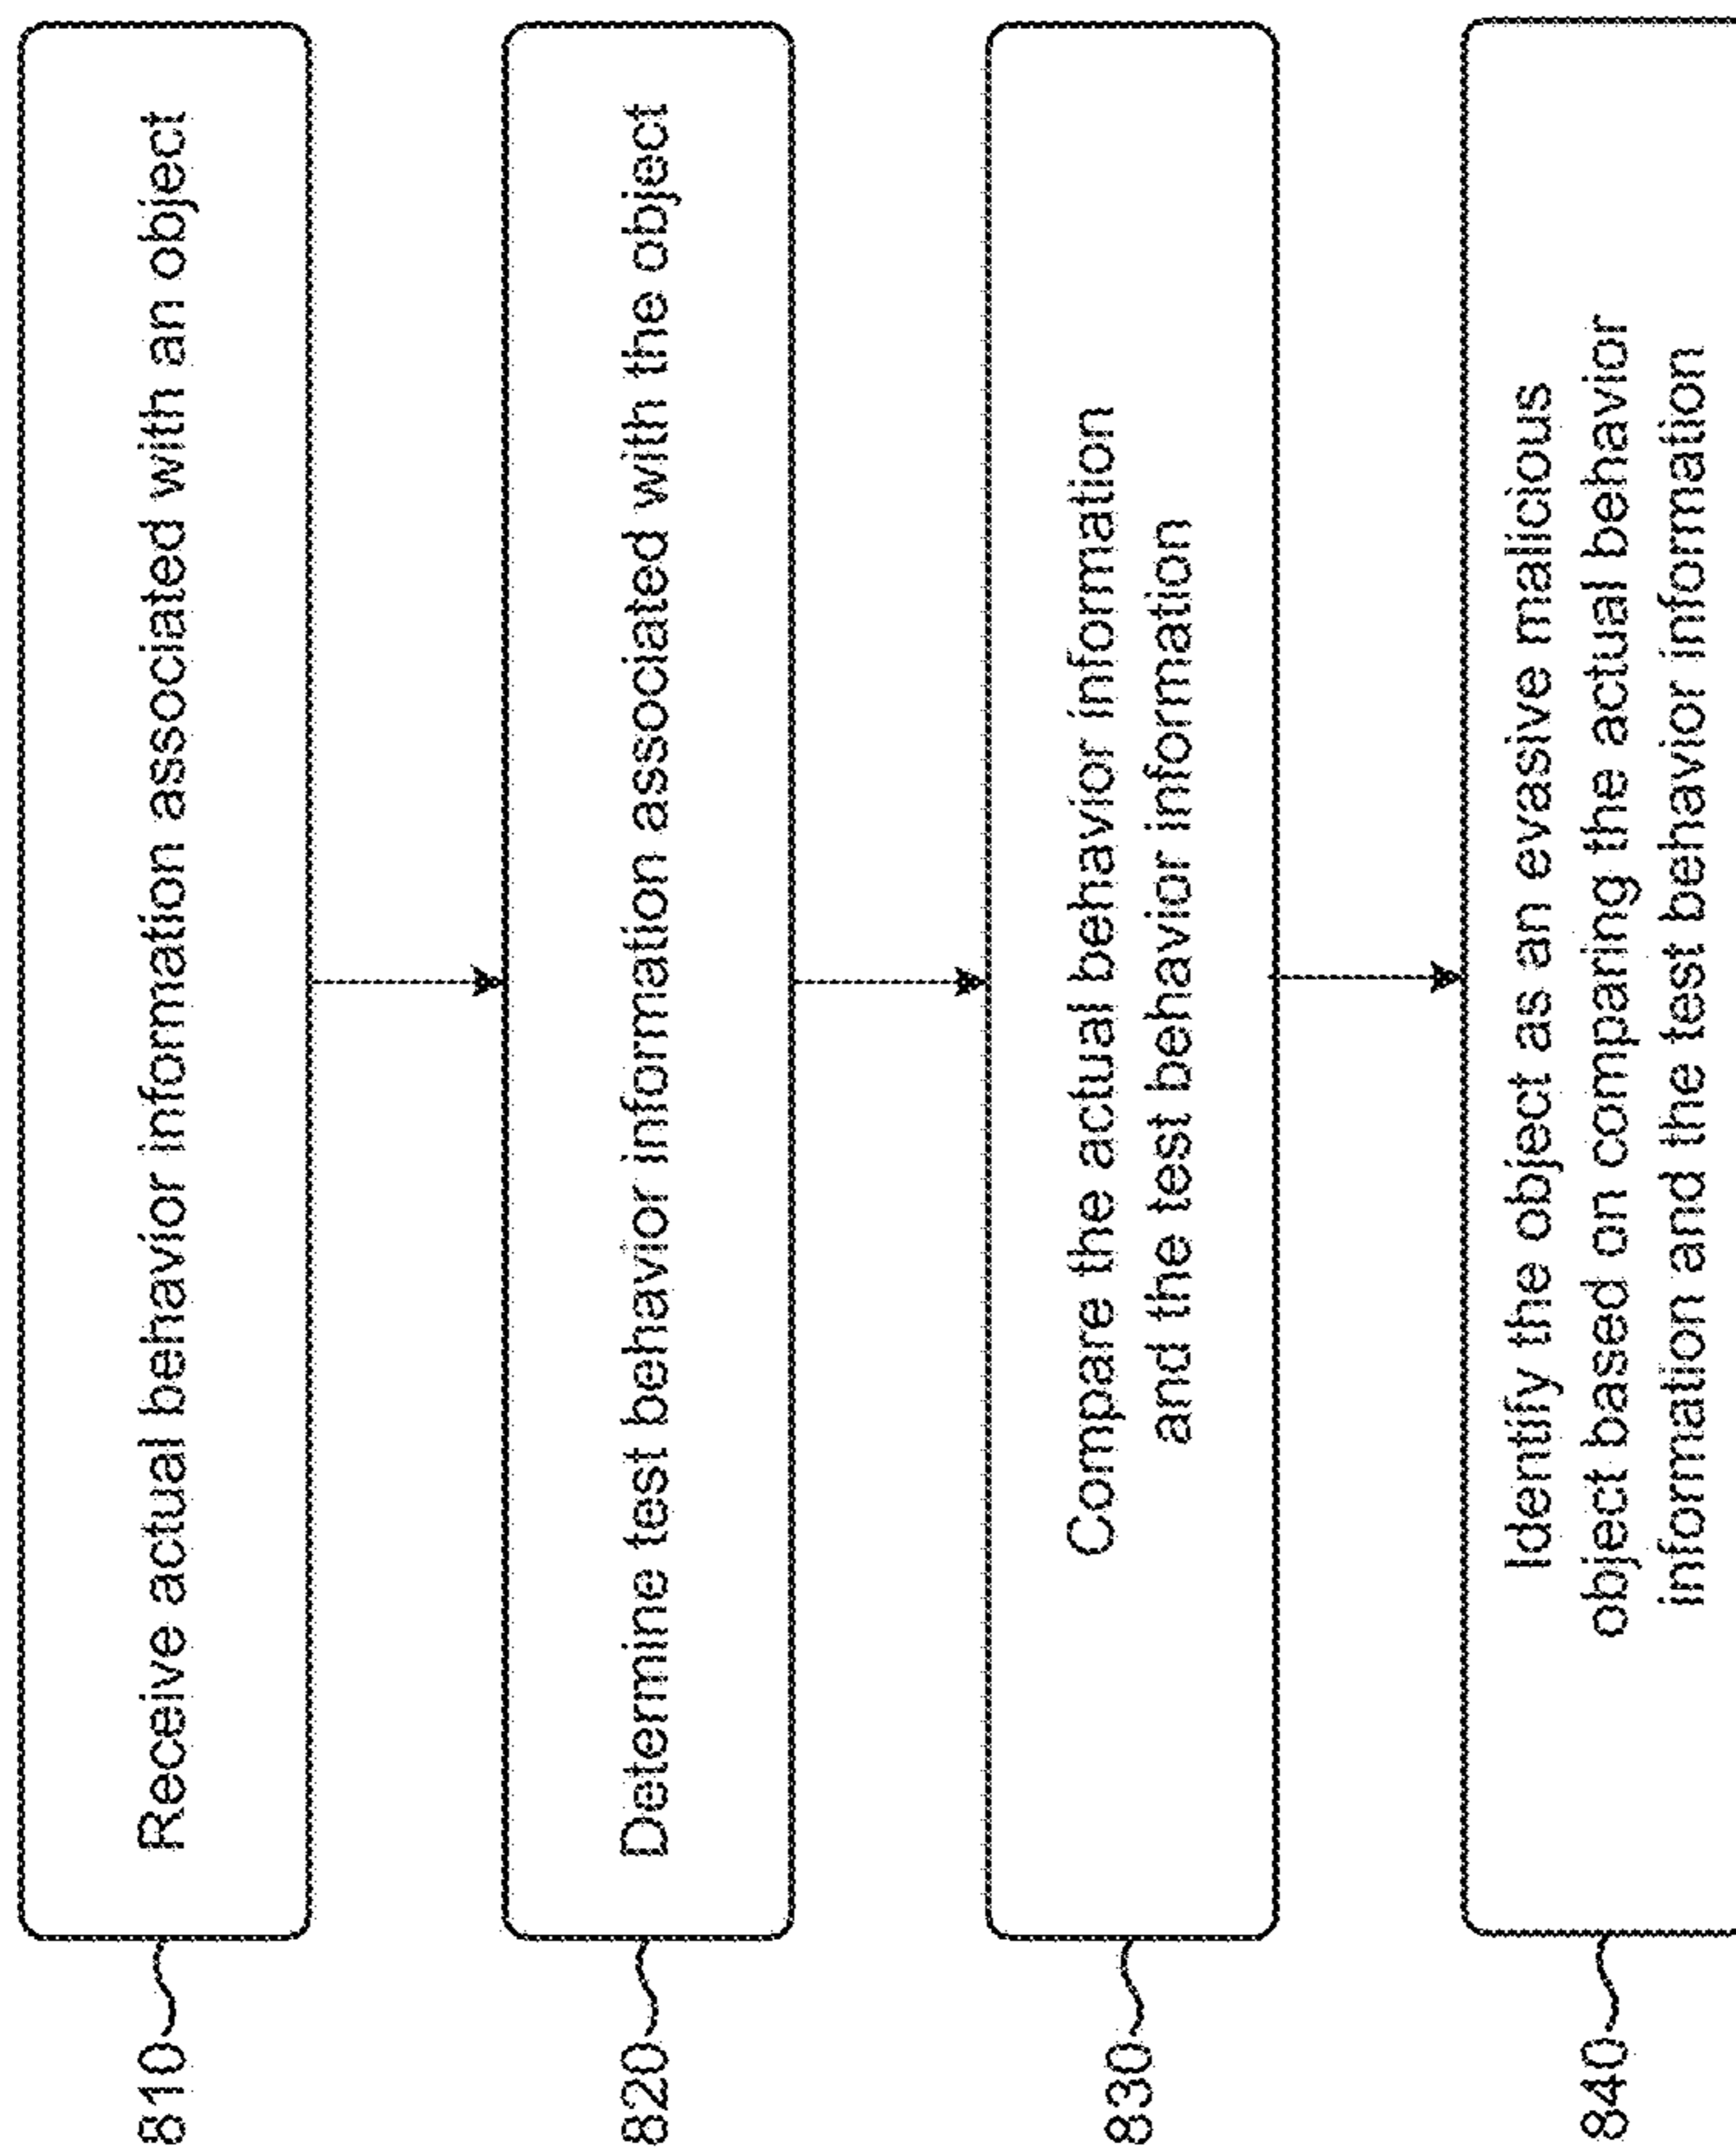 810
Receive actual behavior information associated with an object
820
Determine test behavior information associated with the object
830
Compare the actual behavior information
and the test behavior information
840
Identify the object as an evasive malicious
object based on comparing the actual behavior
information and the test behavior information